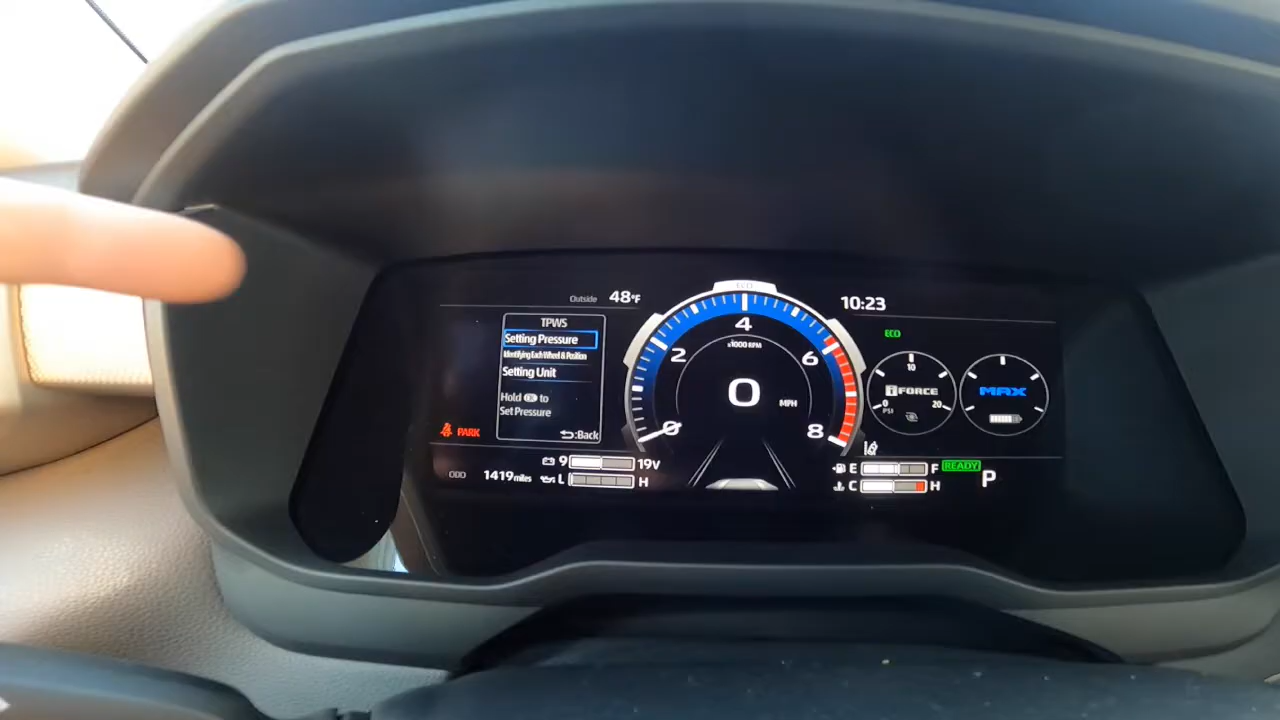 Outside 48°F
10:23
TPWS
Setting Pressure
Identifying Each Wheel & Position
Setting Unit
Hold OK to
Set Pressure
:Back
PARK
ODO 1419 miles
9 19V
L H
0 2 4 6 8
x1000 RPM
0 MPH
ECO
10
iFORCE
0 20
PSI
MAX
E F
READY
C H
P